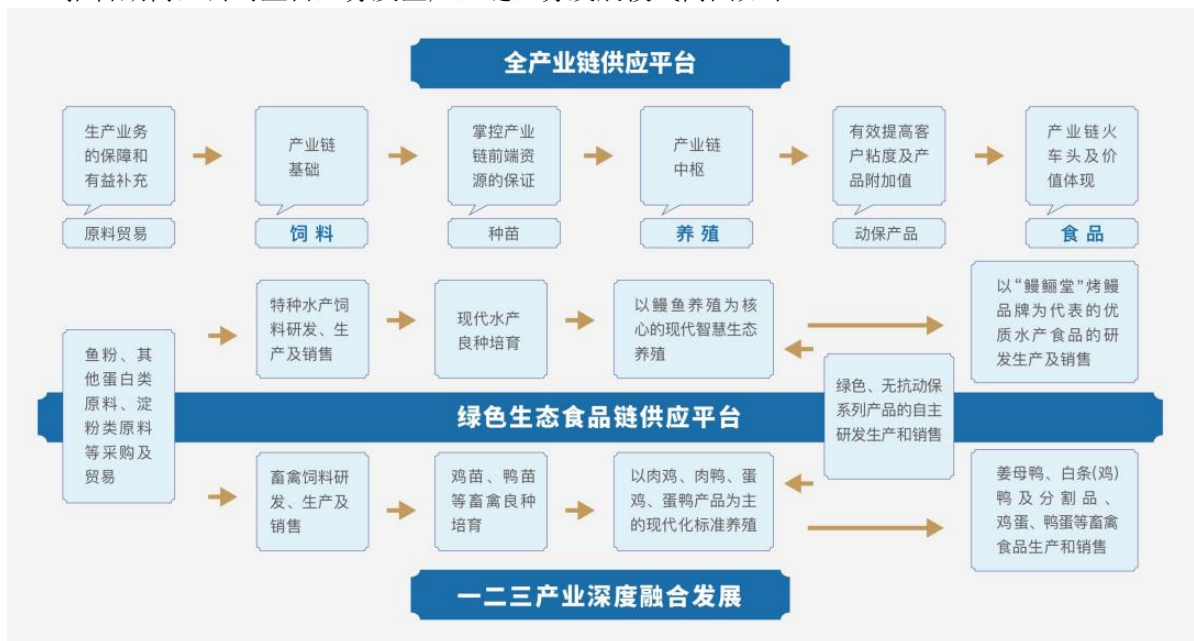 全产业链供应平台
生产业务
的保障和
有益补充
产业链
基础
掌控产业
链前端资
源的保证
产业链
中枢
有效提高客
户粘度及产
品附加值
产业链火
车头及价
值体现
原料贸易
饲料
种苗
养殖
动保产品
食品
鱼粉、其
他蛋白类
原料、淀
粉类原料
等采购及
贸易
特种水产饲
料研发、生
产及销售
现代水产
良种培育
以鳗鱼养殖为核
心的现代智慧生态
养殖
以“鳗鲡堂”烤鳗
品牌为代表的优
质水产食品的研
发生产及销售
绿色、无抗动保
系列产品的自主
研发生产和销售
绿色生态食品链供应平台
畜禽饲料研
发、生产及
销售
鸡苗、鸭苗
等畜禽良种
培育
以肉鸡、肉鸭、蛋
鸡、蛋鸭产品为主
的现代化标准养殖
姜母鸭、白条(鸡)
鸭及分割品、
鸡蛋、鸭蛋等畜禽
食品生产和销售
一二三产业深度融合发展